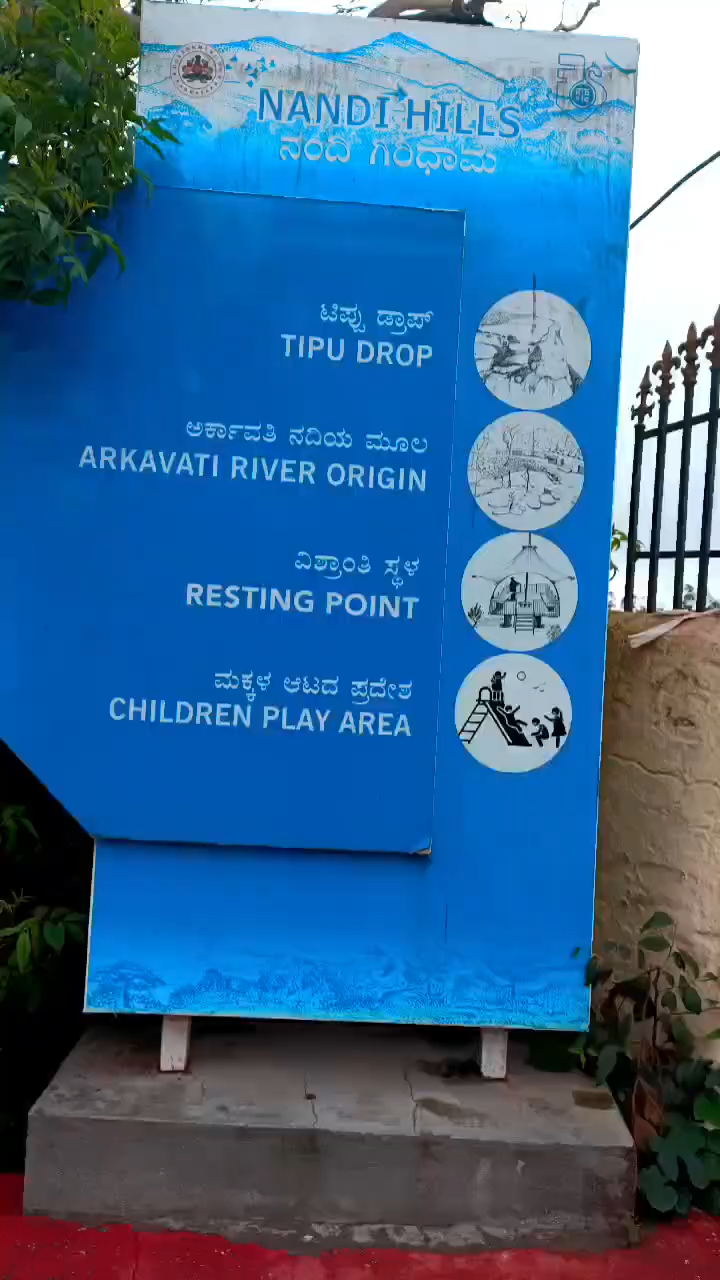 NANDI HILLS
ನಂದಿ ಗಿರಿಧಾಮ
ಟಿಪ್ಪು ಡ್ರಾಪ್
TIPU DROP
ಅರ್ಕಾವತಿ ನದಿಯ ಮೂಲ
ARKAVATI RIVER ORIGIN
ವಿಶ್ರಾಂತಿ ಸ್ಥಳ
RESTING POINT
ಮಕ್ಕಳ ಆಟದ ಪ್ರದೇಶ
CHILDREN PLAY AREA